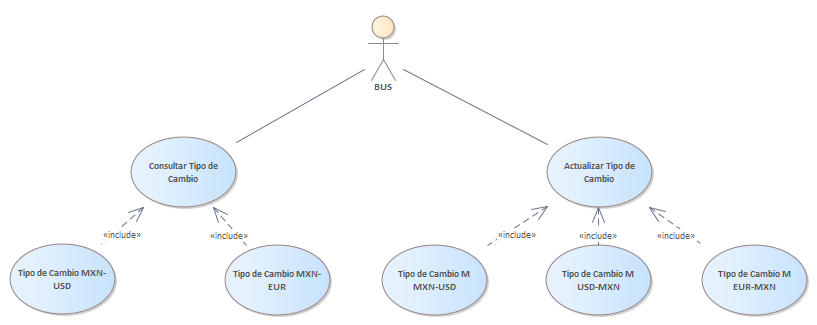 BUS
Consultar Tipo de
Cambio
Actualizar Tipo de
Cambio
«include»
«include»
«include»
«include»
«include»
Tipo de Cambio MXN-
USD
Tipo de Cambio MXN-
EUR
Tipo de Cambio M
MXN-USD
Tipo de Cambio M
USD-MXN
TIpo de Cambio M
EUR-MXN